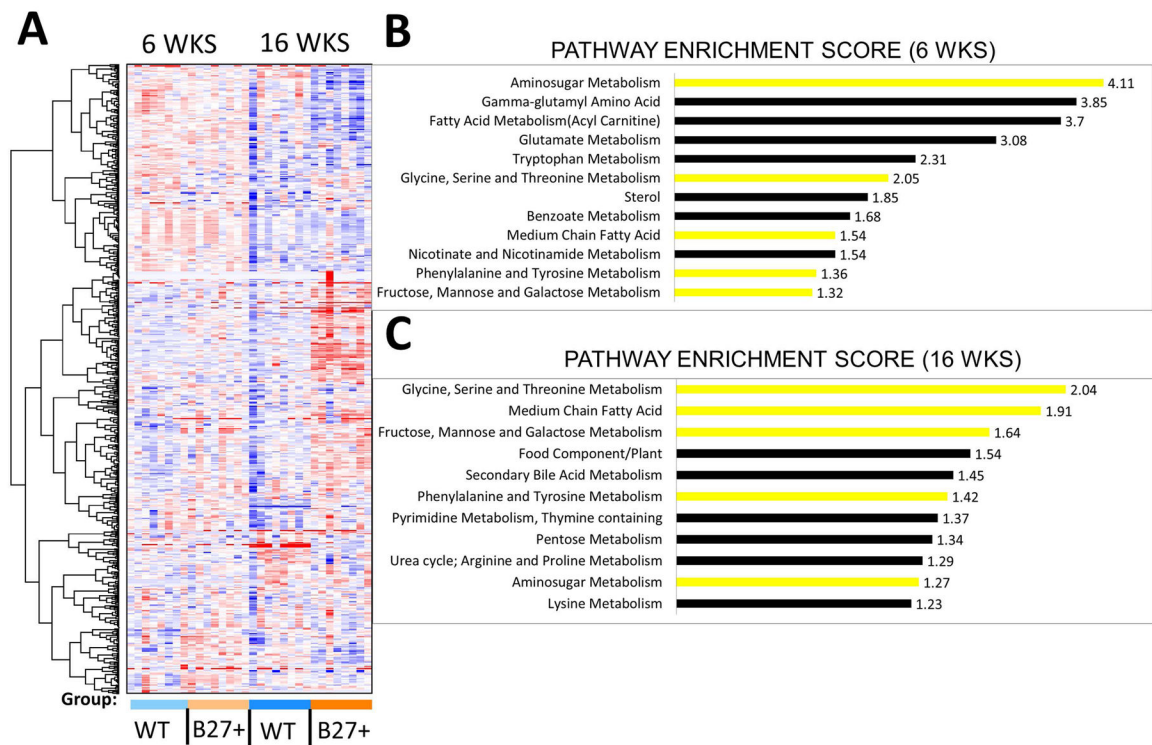 A
6 WKS 16 WKS
Group:
WT B27+ WT B27+
B
PATHWAY ENRICHMENT SCORE (6 WKS)
Aminosugar Metabolism 4.11
Gamma-glutamyl Amino Acid 3.85
Fatty Acid Metabolism(Acyl Carnitine) 3.7
Glutamate Metabolism 3.08
Tryptophan Metabolism 2.31
Glycine, Serine and Threonine Metabolism 2.05
Sterol 1.85
Benzoate Metabolism 1.68
Medium Chain Fatty Acid 1.54
Nicotinate and Nicotinamide Metabolism 1.54
Phenylalanine and Tyrosine Metabolism 1.36
Fructose, Mannose and Galactose Metabolism 1.32
C
PATHWAY ENRICHMENT SCORE (16 WKS)
Glycine, Serine and Threonine Metabolism 2.04
Medium Chain Fatty Acid 1.91
Fructose, Mannose and Galactose Metabolism 1.64
Food Component/Plant 1.54
Secondary Bile Acid Metabolism 1.45
Phenylalanine and Tyrosine Metabolism 1.42
Pyrimidine Metabolism, Thymine containing 1.37
Pentose Metabolism 1.34
Urea cycle; Arginine and Proline Metabolism 1.29
Aminosugar Metabolism 1.27
Lysine Metabolism 1.23